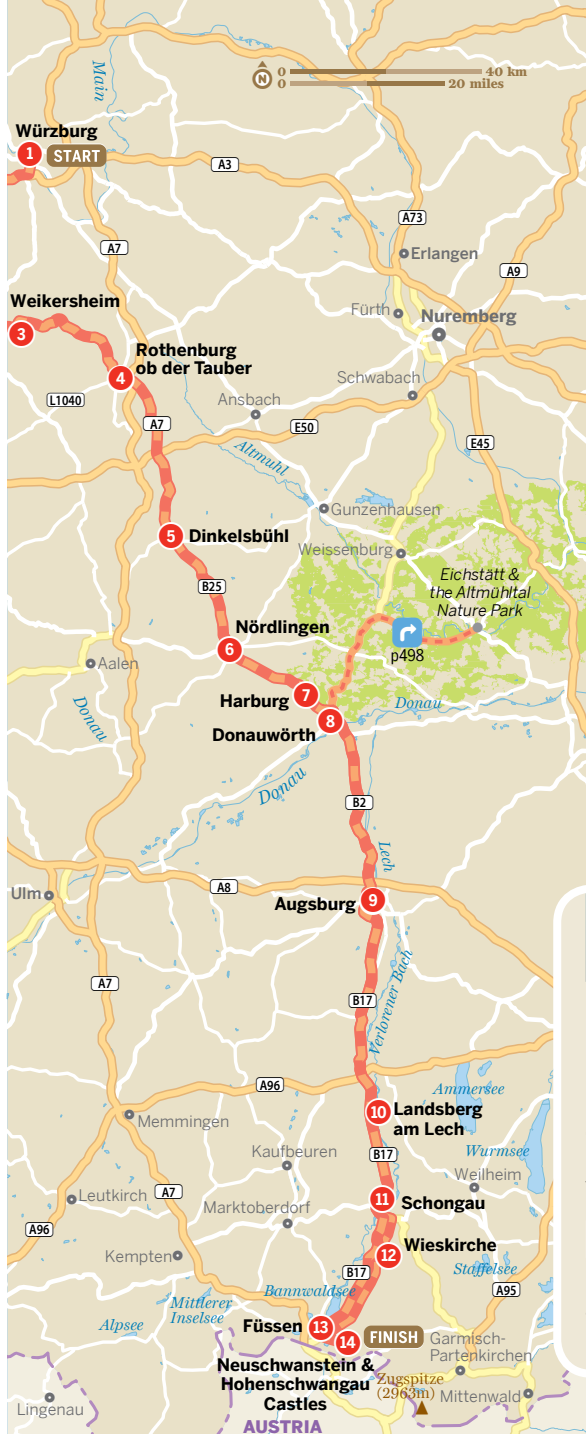 Main
N
0
40 km
0
20 miles
Würzburg
1
START
A3
A73
A7
Erlangen
A9
Weikersheim
3
Fürth
Nuremberg
Rothenburg
ob der Tauber
4
Schwabach
L1040
Ansbach
A7
E50
E45
Altmuhl
Gunzenhausen
5
Dinkelsbühl
Weissenburg
Eichstätt &
the Altmühltal
Nature Park
B25
Nördlingen
6
p498
Aalen
7
Harburg
Donau
Donau
8
Donauwörth
Donau
B2
Lech
Ulm
A8
Augsburg
9
A7
B17
Verlorener Bach
A96
Ammersee
10
Landsberg
am Lech
Memmingen
Kaufbeuren
B17
Wurmsee
Weilheim
Leutkirch
A7
11
Schongau
Marktoberdorf
A96
Kempten
12
Wieskirche
B17
Staffelsee
Bannwaldsee
A95
Mittlerer
Inselsee
Alpsee
Füssen
13
14
FINISH
Garmisch-
Partenkirchen
Neuschwanstein &
Hohenschwangau
Castles
Zugspitze
(2963m)
Mittenwald
Lingenau
AUSTRIA